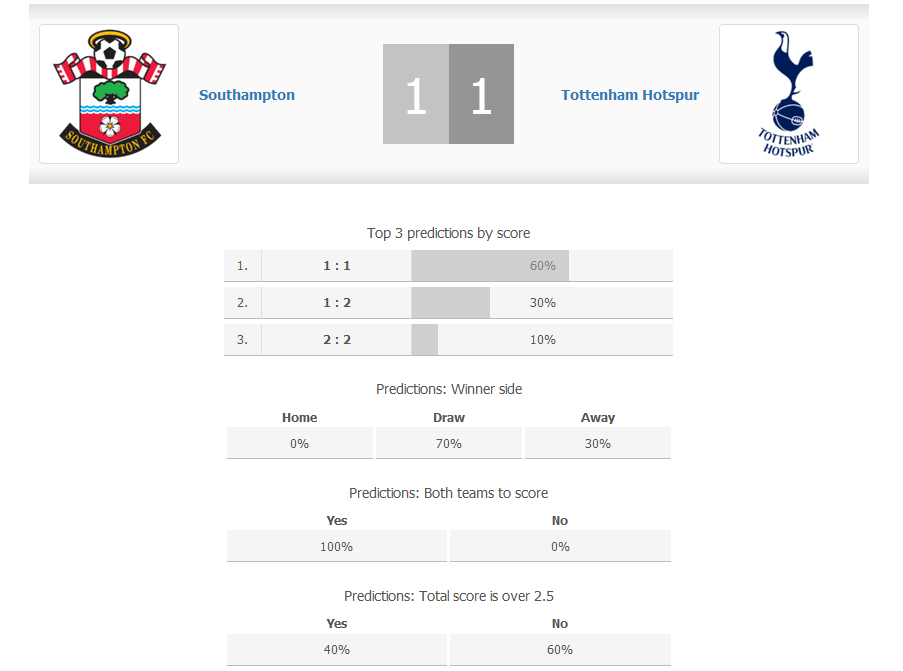 SOUTHAMPTON FC
Southampton
1 1
Tottenham Hotspur
TOTTENHAM
HOTSPUR
Top 3 predictions by score
1. 1 : 1 60%
2. 1 : 2 30%
3. 2 : 2 10%
Predictions: Winner side
Home Draw Away
0% 70% 30%
Predictions: Both teams to score
Yes No
100% 0%
Predictions: Total score is over 2.5
Yes No
40% 60%